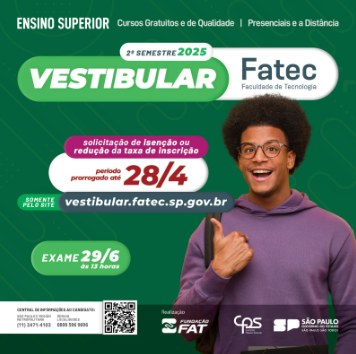 ENSINO SUPERIOR
Cursos Gratuitos e de Qualidade | Presenciais e a Distância
2º SEMESTRE 2025
VESTIBULAR
Fatec
Faculdade de Tecnologia
solicitação de isenção ou
redução da taxa de inscrição
período
prorrogado até
28/4
SOMENTE
PELO SITE
vestibular.fatec.sp.gov.br
EXAME 29/6
às 13 horas
CENTRAL DE INFORMAÇÕES AO CANDIDATO:
(11) 3471-4103
Realização
FUNDAÇÃO
FAT
CPS
SP
SÃO PAULO